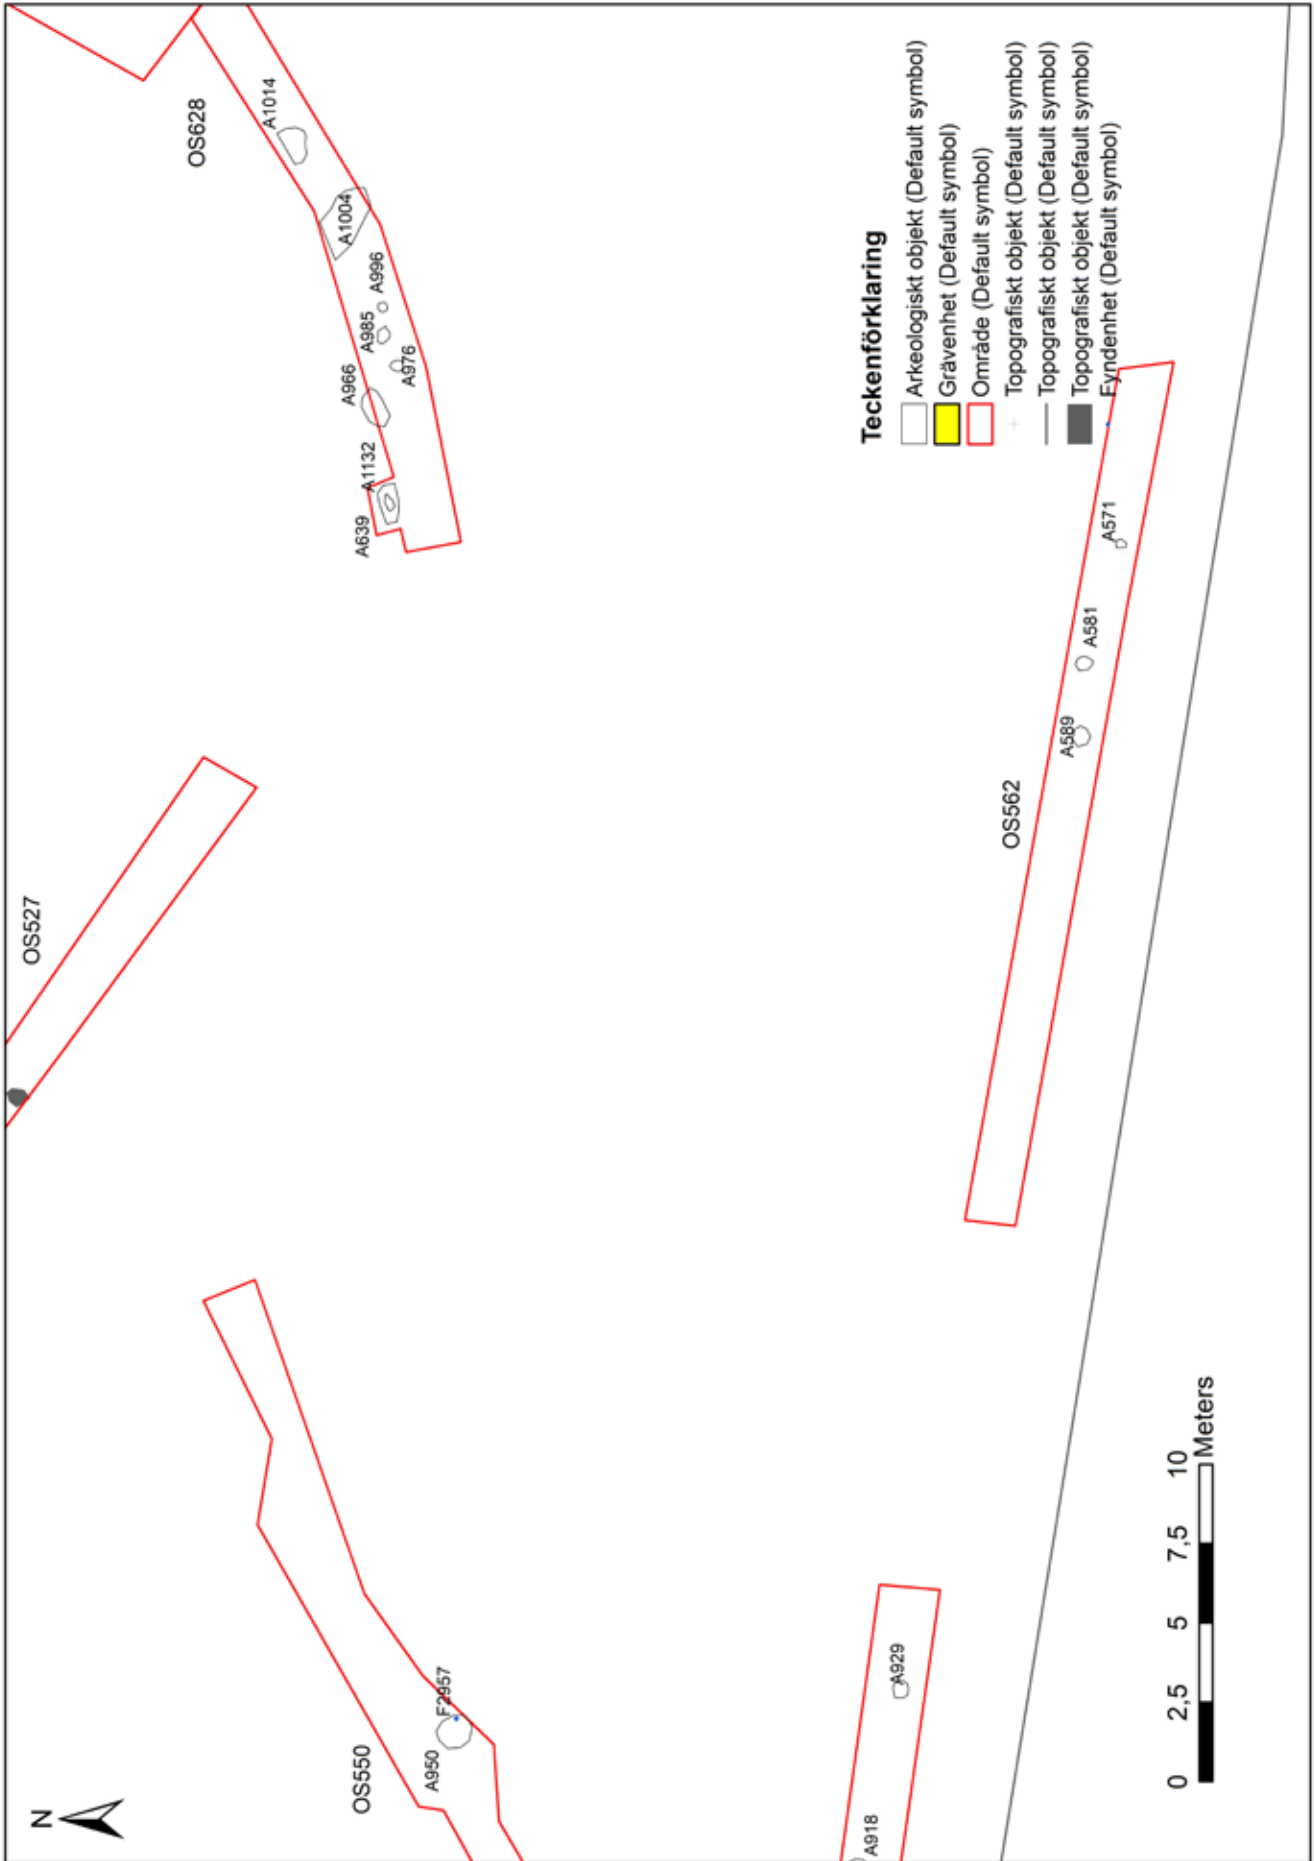 N
OS550
A950
F2957
A918
A929
OS527
OS628
A1014
A1004
A996
A985
A976
A966
A1132
A639
OS562
A589
A581
A571
Teckenförklaring
Arkeologiskt objekt (Default symbol)
Grävenhet (Default symbol)
Område (Default symbol)
Topografiskt objekt (Default symbol)
Topografiskt objekt (Default symbol)
Topografiskt objekt (Default symbol)
Fyndenhet (Default symbol)
0 2,5 5 7,5 10
Meters